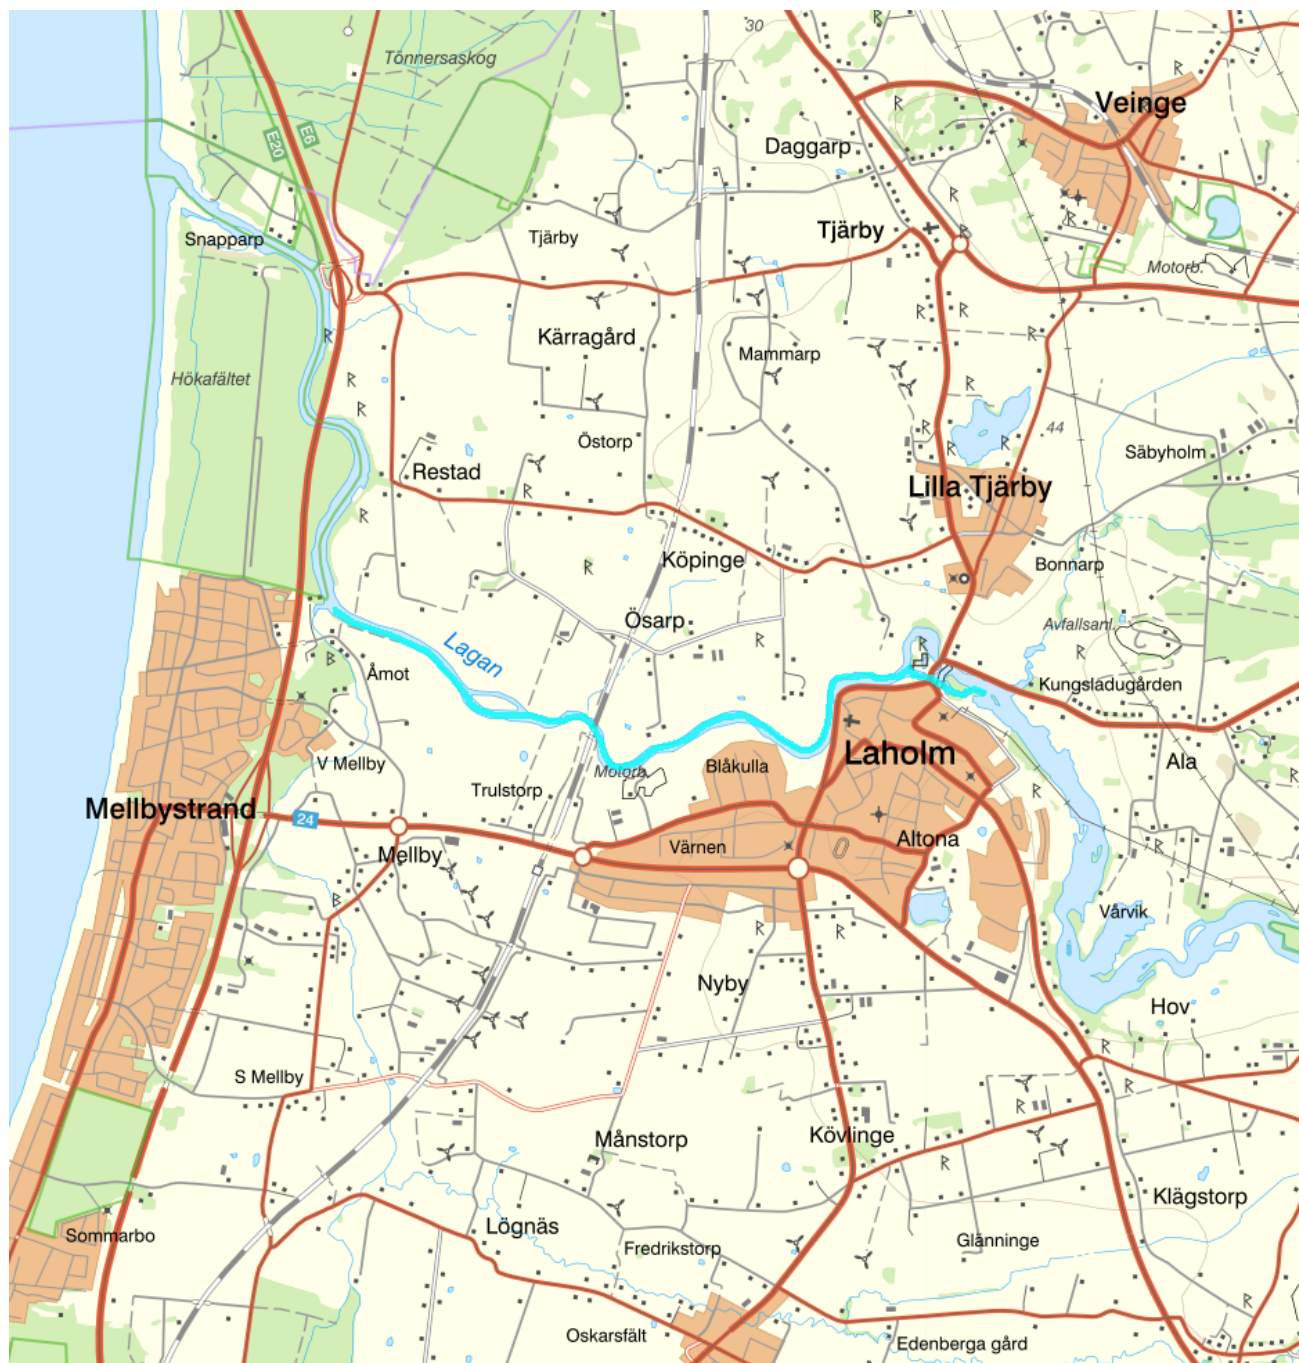 30
Tönnersaskog
Veinge
E20
E6
Daggarp
Tjärby
Snapparp
Tjärby
Motorb.
Kärragård
Mammarp
Hökafältet
44
Östorp
Säbyholm
Restad
Lilla Tjärby
Köpinge
Bonnarp
Ösarp
Avfallsanl.
Lagan
Åmot
Kungsladugården
Laholm
V Mellby
Blåkulla
Ala
Motorb.
Trulstorp
Mellbystrand
24
Värnen
Altona
Mellby
Vårvik
Nyby
Hov
S Mellby
Månstorp
Kövlinge
Klägstorp
Lögnäs
Sommarbo
Fredrikstorp
Glänninge
Oskarsfält
Edenberga gård